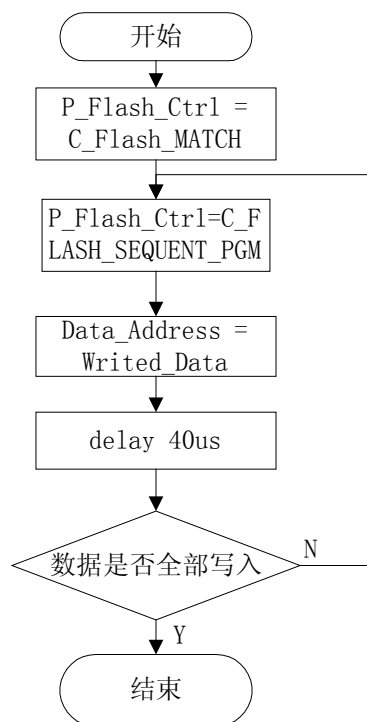 开始
P_Flash_Ctrl =
C_Flash_MATCH
P_Flash_Ctrl=C_F
LASH_SEQUENT_PGM
Data_Address =
Writed_Data
delay 40us
数据是否全部写入
N
Y
结束